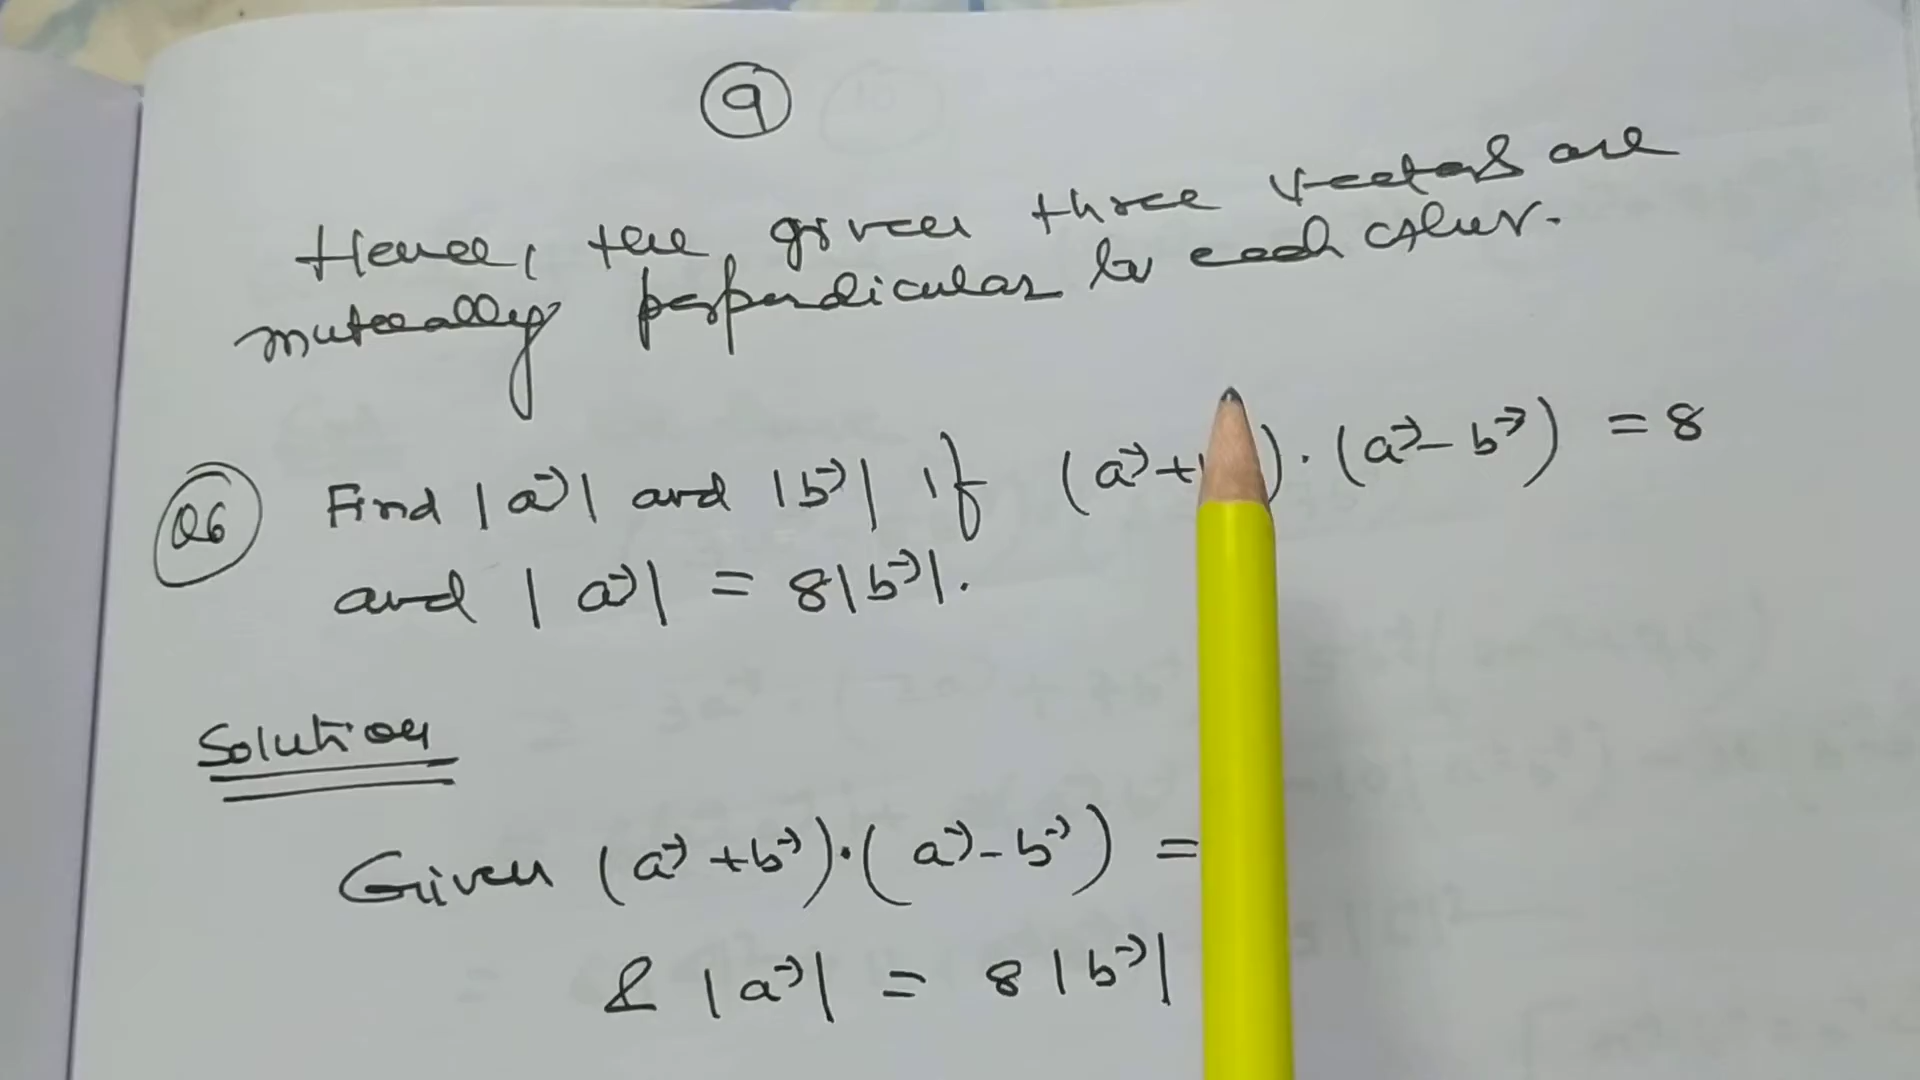 9
Hence, the given three vectors are
mutually perpendicular to each other.
Q6 Find |a→| and |b→| if (a→+ ) . (a→ - b→) = 8
and |a→| = 8|b→|.
Solution
Given (a→ + b→) . (a→ - b→) =
& |a→| = 8 |b→|